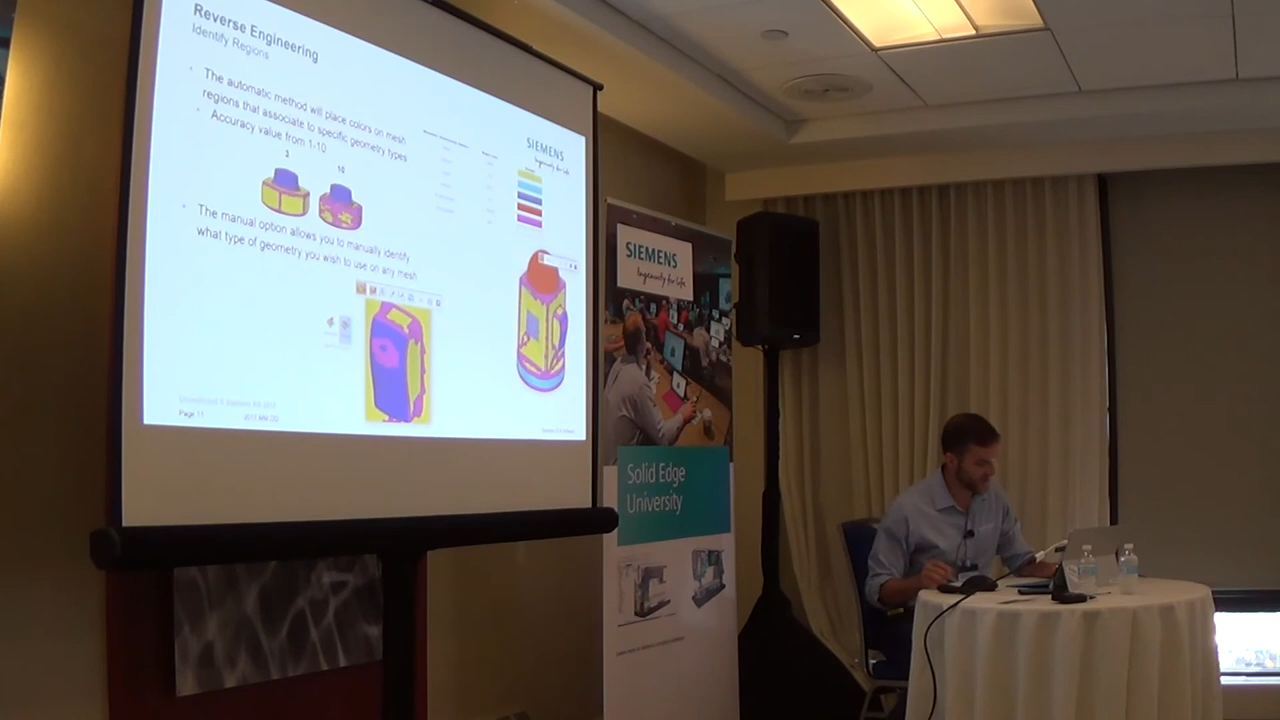 Reverse Engineering
Identify Regions
The automatic method will place colors on mesh
regions that associate to specific geometry types
Accuracy value from 1-10
3
10
SIEMENS
Ingenuity for life
The manual option allows you to manually identify
what type of geometry you wish to use on any mesh
Page 11
SIEMENS
Ingenuity for life
Solid Edge
University